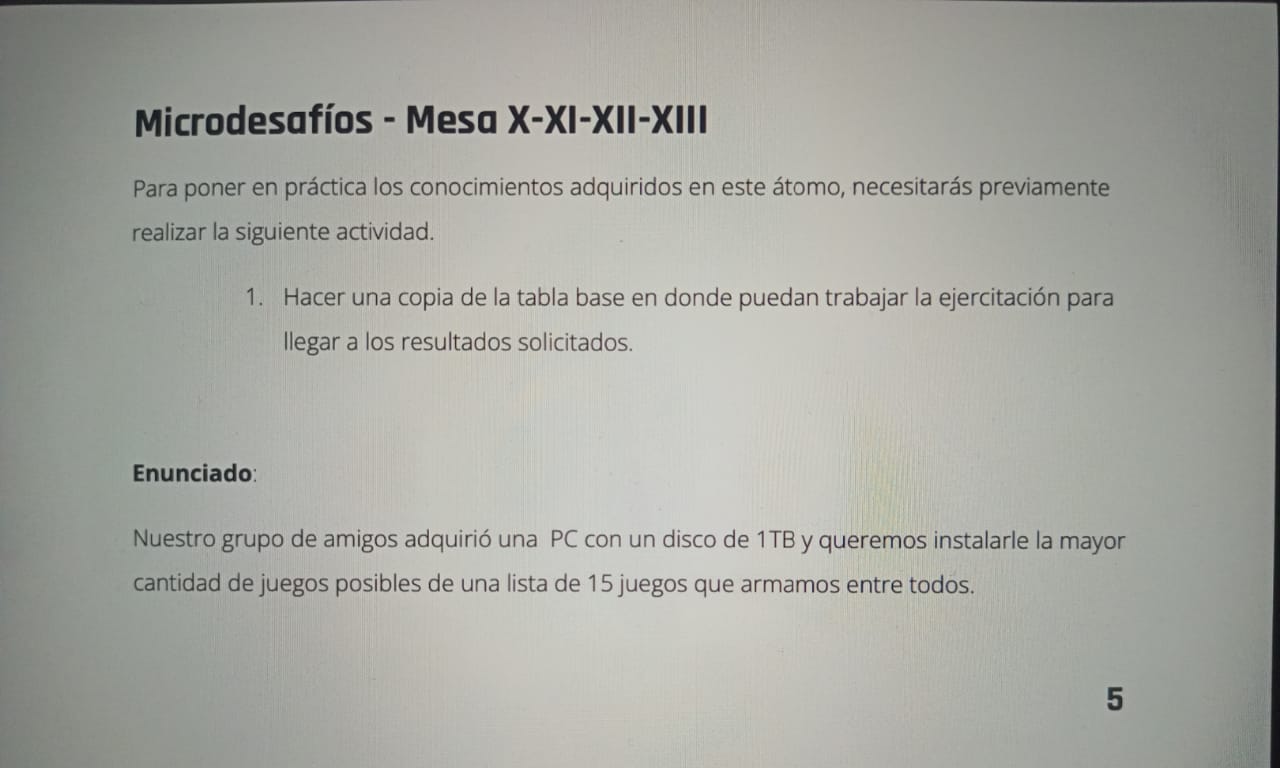 Microdesafíos - Mesa X-XI-XII-XIII
Para poner en práctica los conocimientos adquiridos en este átomo, necesitarás previamente
realizar la siguiente actividad.
1. Hacer una copia de la tabla base en donde puedan trabajar la ejercitación para
llegar a los resultados solicitados.
Enunciado:
Nuestro grupo de amigos adquirió una PC con un disco de 1TB y queremos instalarle la mayor
cantidad de juegos posibles de una lista de 15 juegos que armamos entre todos.
5